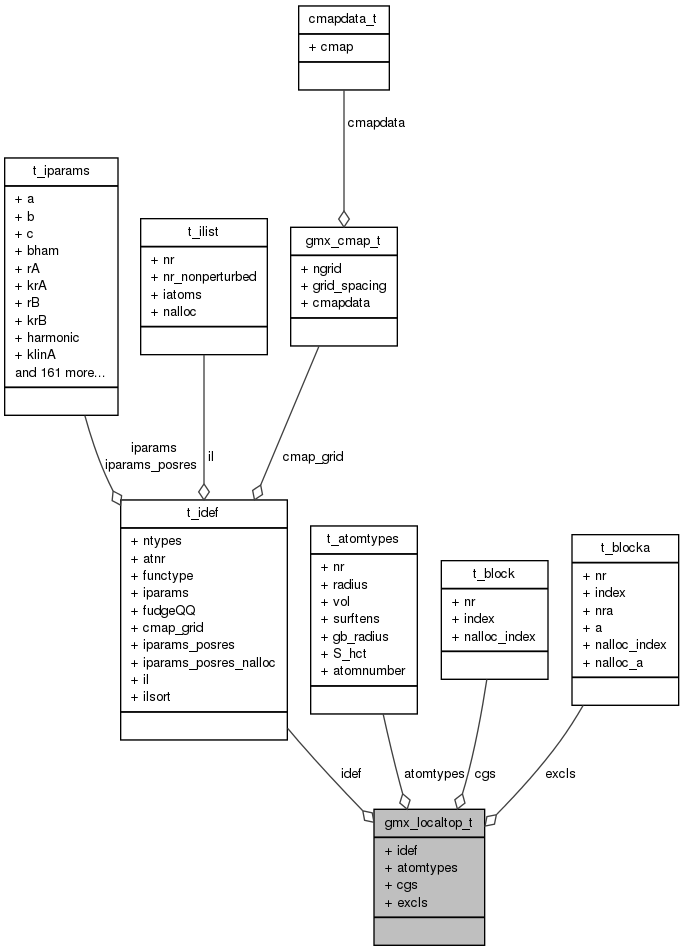 cmapdata_t
+ cmap
cmapdata
t_iparams
+ a
+ b
+ c
+ bham
+ rA
+ krA
+ rB
+ krB
+ harmonic
+ klinA
and 161 more...
t_ilist
+ nr
+ nr_nonperturbed
+ iatoms
+ nalloc
gmx_cmap_t
+ ngrid
+ grid_spacing
+ cmapdata
iparams
iparams_posres
il
cmap_grid
t_idef
+ ntypes
+ atnr
+ functype
+ iparams
+ fudgeQQ
+ cmap_grid
+ iparams_posres
+ iparams_posres_nalloc
+ il
+ ilsort
t_atomtypes
+ nr
+ radius
+ vol
+ surftens
+ gb_radius
+ S_hct
+ atomnumber
t_block
+ nr
+ index
+ nalloc_index
t_blocka
+ nr
+ index
+ nra
+ a
+ nalloc_index
+ nalloc_a
idef
atomtypes
cgs
excls
gmx_localtop_t
+ idef
+ atomtypes
+ cgs
+ excls